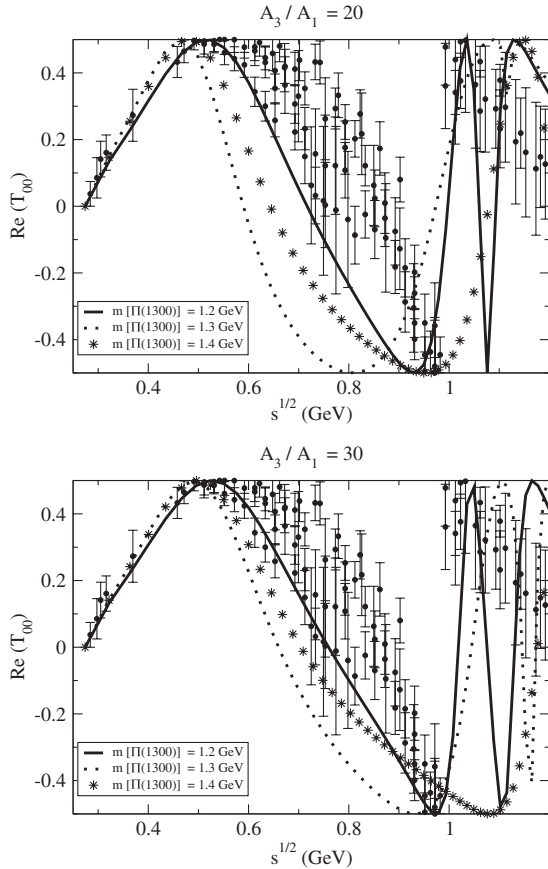 A₃ / A₁ = 20
0.4
0.2
0
-0.2
-0.4
Re (T₀₀)
m [Π(1300)] = 1.2 GeV
m [Π(1300)] = 1.3 GeV
m [Π(1300)] = 1.4 GeV
0.4 0.6 0.8 1
s^{1/2} (GeV)
A₃ / A₁ = 30
0.4
0.2
0
-0.2
-0.4
Re (T₀₀)
m [Π(1300)] = 1.2 GeV
m [Π(1300)] = 1.3 GeV
m [Π(1300)] = 1.4 GeV
0.4 0.6 0.8 1
s^{1/2} (GeV)